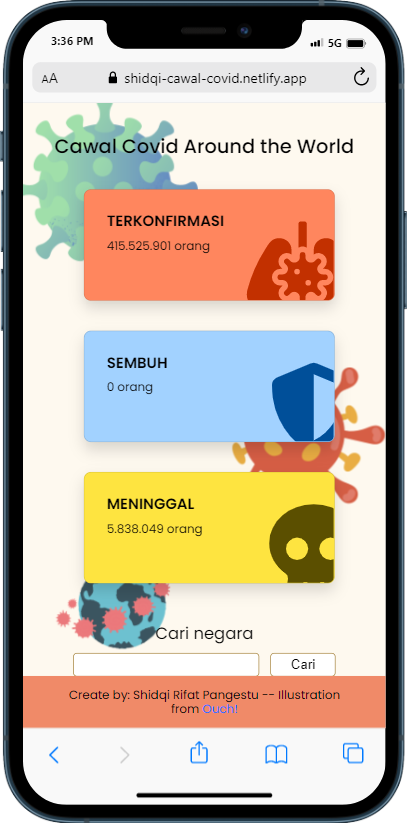 3:36 PM
5G
AA
shidqi-cawal-covid.netlify.app
Cawal Covid Around the World
TERKONFIRMASI
415.525.901 orang
SEMBUH
0 orang
MENINGGAL
5.838.049 orang
Cari negara
Cari
Create by: Shidqi Rifat Pangestu -- Illustration
from Ouch!